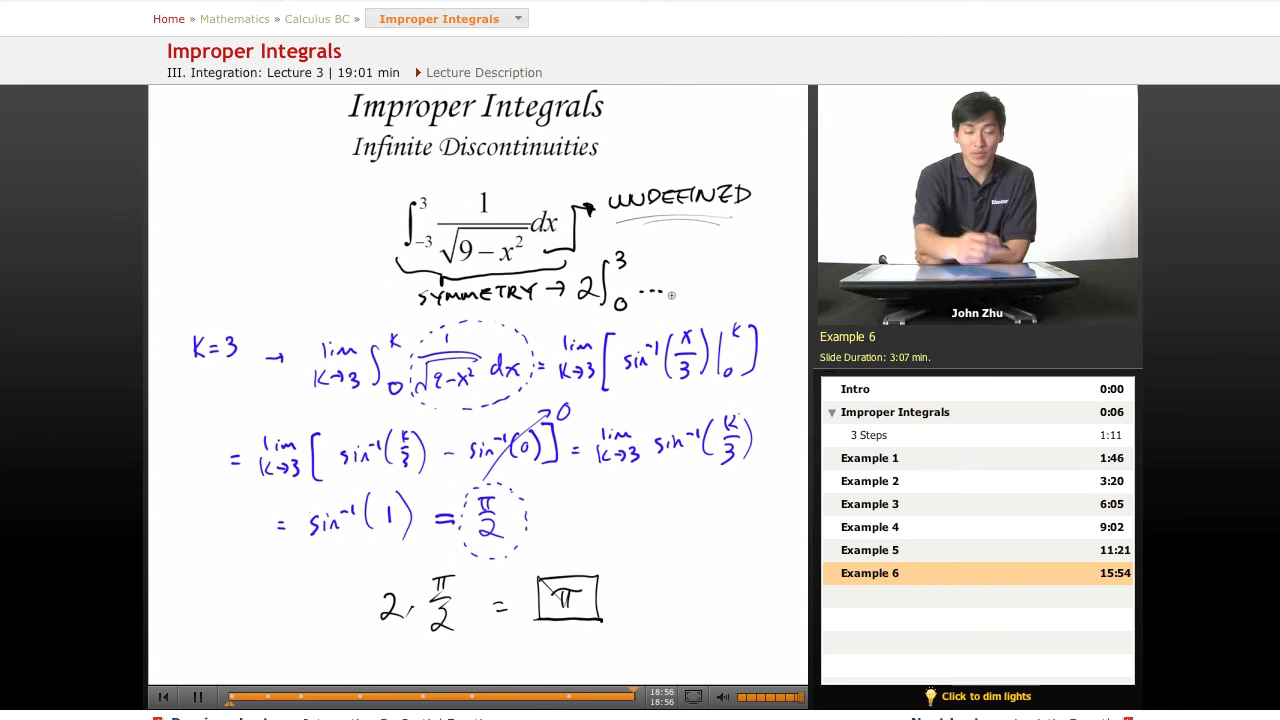 Home » Mathematics » Calculus BC » Improper Integrals
Improper Integrals
III. Integration: Lecture 3 | 19:01 min Lecture Description
Improper Integrals
Infinite Discontinuities
∫_{-3}^{3} 1/√(9 − x²) dx → UNDEFINED
SYMMETRY → 2∫_0^3 ...
K=3 → lim_{K→3} ∫_0^K 1/√(9−x²) dx = lim_{K→3} [ sin⁻¹(x/3) |_0^K ]
= lim_{K→3} [ sin⁻¹(K/3) − sin⁻¹(0) ] → 0 = lim_{K→3} sin⁻¹(K/3)
= sin⁻¹(1) = π/2
2 · π/2 = π
18:56
18:56
John Zhu
Example 6
Slide Duration: 3:07 min.
Intro 0:00
Improper Integrals 0:06
3 Steps 1:11
Example 1 1:46
Example 2 3:20
Example 3 6:05
Example 4 9:02
Example 5 11:21
Example 6 15:54
Click to dim lights